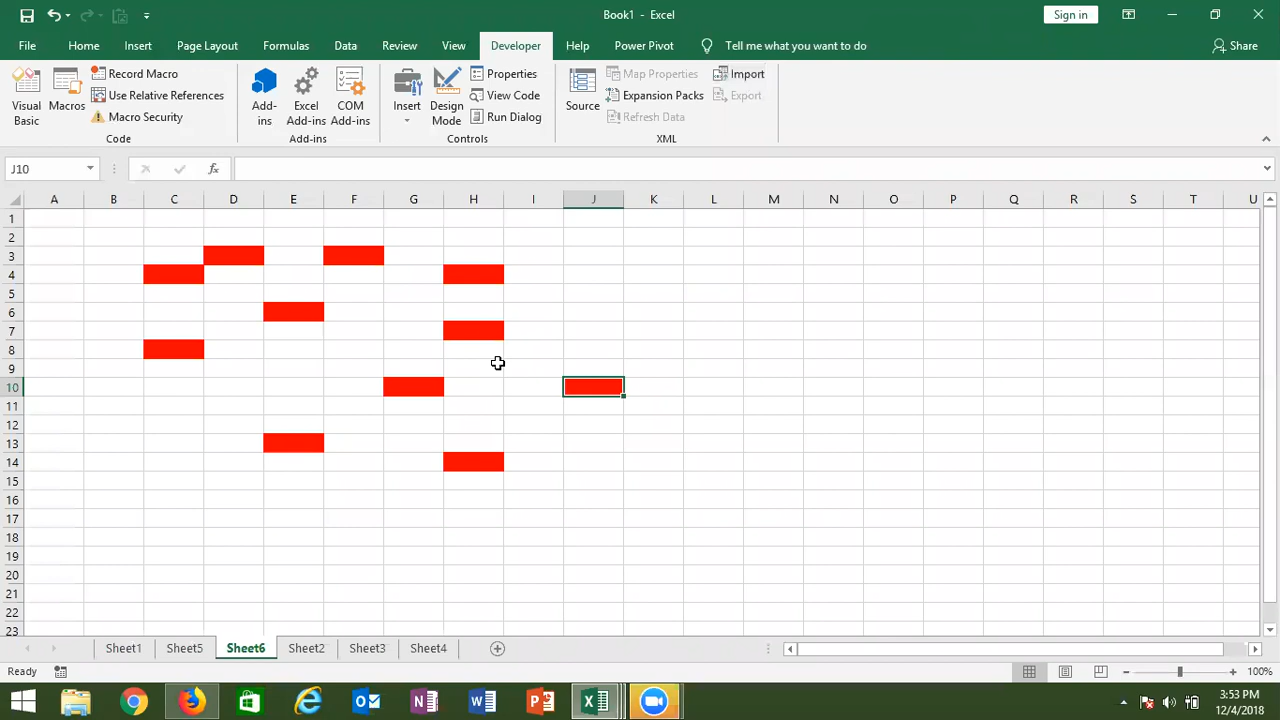 Book1 - Excel
Sign in
File Home Insert Page Layout Formulas Data Review View Developer Help Power Pivot Tell me what you want to do Share
Visual Basic
Macros
Record Macro
Use Relative References
Macro Security
Code
Add-ins
Excel Add-ins
COM Add-ins
Add-ins
Insert
Design Mode
Properties
View Code
Run Dialog
Controls
Source
Map Properties
Expansion Packs
Refresh Data
Import
Export
XML
J10
fx
A B C D E F G H I J K L M N O P Q R S T U
1
2
3
4
5
6
7
8
9
10
11
12
13
14
15
16
17
18
19
20
21
22
23
Sheet1 Sheet5 Sheet6 Sheet2 Sheet3 Sheet4
Ready
100%
3:53 PM
12/4/2018